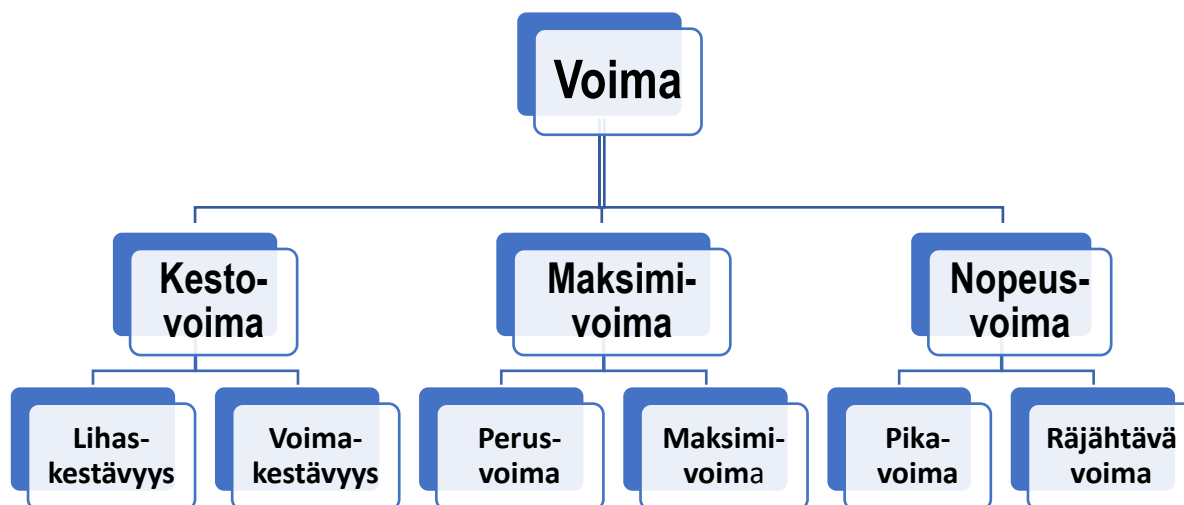 Voima
Kesto-
voima
Maksimi-
voima
Nopeus-
voima
Lihas-
kestävyys
Voima-
kestävyys
Perus-
voima
Maksimi-
voima
Pika-
voima
Räjähtävä
voima